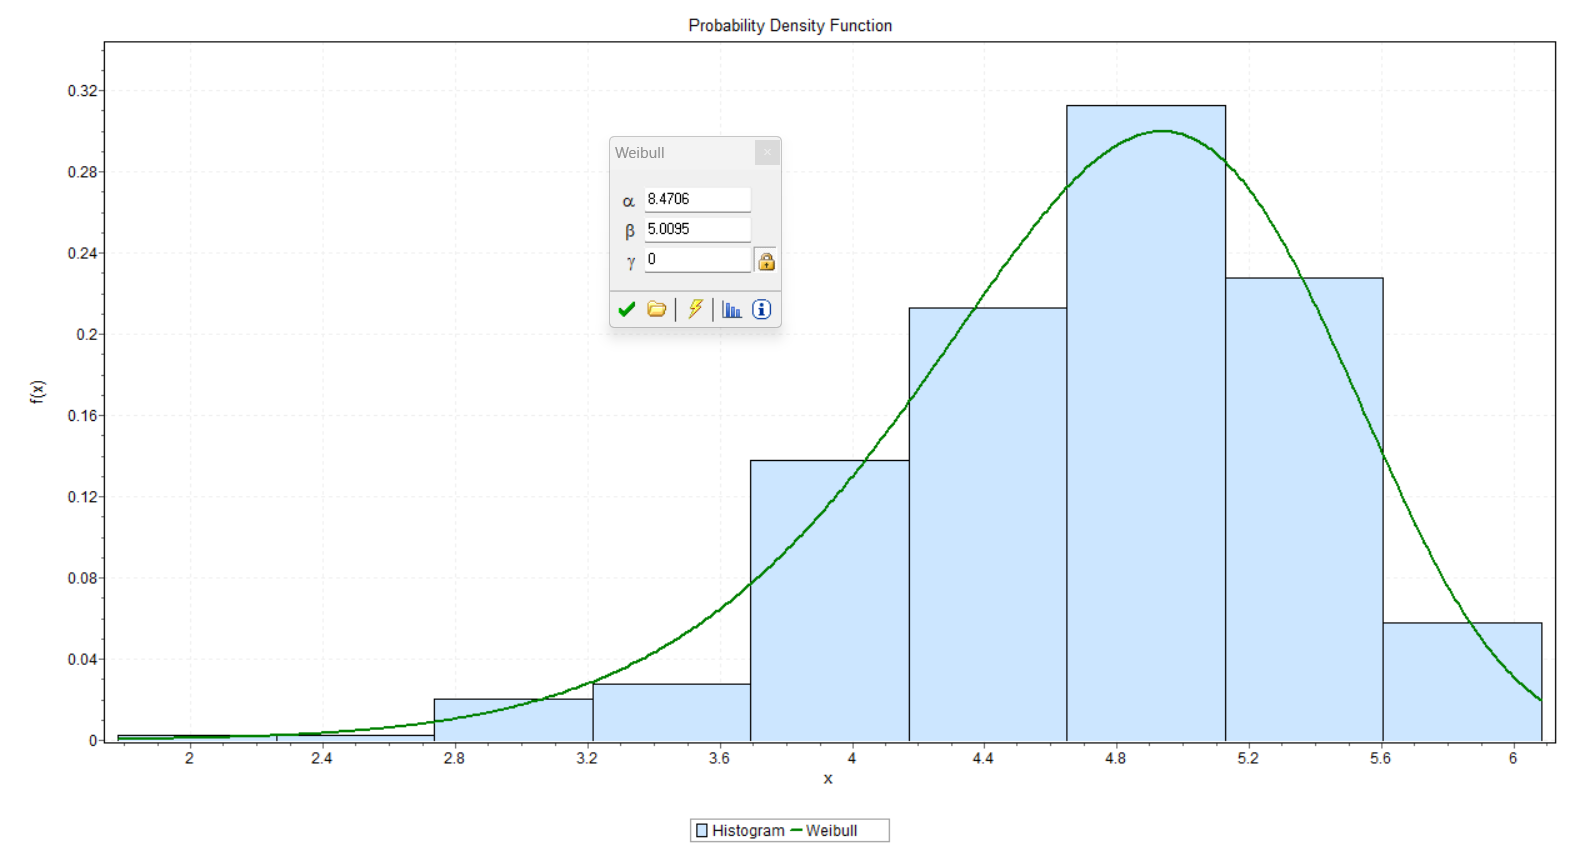 Probability Density Function
0.32
0.28
0.24
0.2
0.16
0.12
0.08
0.04
0
f(x)
Weibull
α 8.4706
β 5.0095
γ 0
2 2.4 2.8 3.2 3.6 4 4.4 4.8 5.2 5.6 6
x
Histogram Weibull